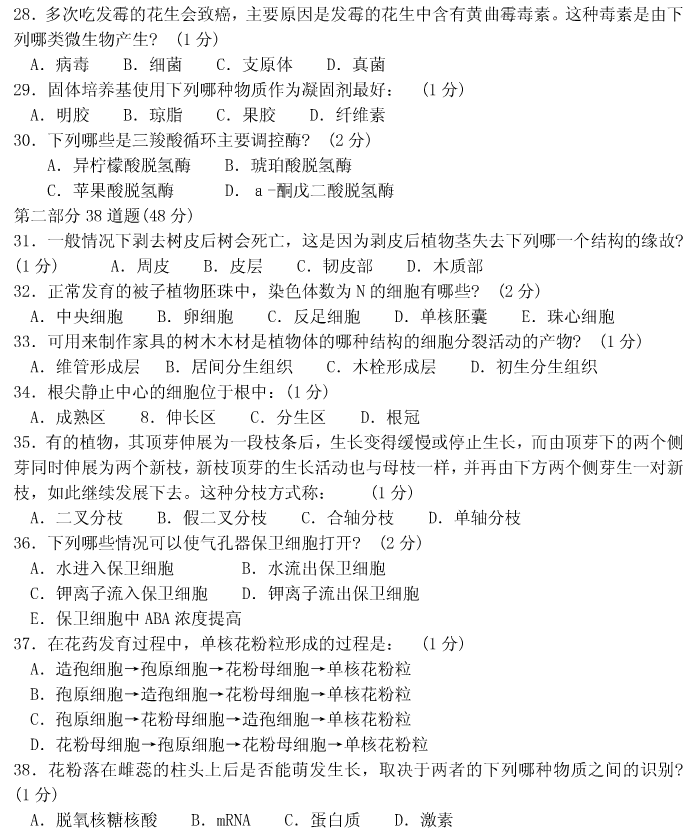 28．多次吃发霉的花生会致癌，主要原因是发霉的花生中含有黄曲霉毒素。这种毒素是由下
列哪类微生物产生? (1 分)
A．病毒 B．细菌 C．支原体 D．真菌
29．固体培养基使用下列哪种物质作为凝固剂最好： (1 分)
A．明胶 B．琼脂 C．果胶 D．纤维素
30．下列哪些是三羧酸循环主要调控酶? (2 分)
A．异柠檬酸脱氢酶 B．琥珀酸脱氢酶
C．苹果酸脱氢酶 D．a-酮戊二酸脱氢酶
第二部分 38 道题(48 分)
31．一般情况下剥去树皮后树会死亡，这是因为剥皮后植物茎失去下列哪一个结构的缘故?
(1 分) A．周皮 B．皮层 C．韧皮部 D．木质部
32．正常发育的被子植物胚珠中，染色体数为 N 的细胞有哪些? (2 分)
A．中央细胞 B．卵细胞 C．反足细胞 D．单核胚囊 E．珠心细胞
33．可用来制作家具的树木木材是植物体的哪种结构的细胞分裂活动的产物? (1 分)
A．维管形成层 B．居间分生组织 C．木栓形成层 D．初生分生组织
34．根尖静止中心的细胞位于根中：(1 分)
A．成熟区 8．伸长区 C．分生区 D．根冠
35．有的植物，其顶芽伸展为一段枝条后，生长变得缓慢或停止生长，而由顶芽下的两个侧
芽同时伸展为两个新枝，新枝顶芽的生长活动也与母枝一样，并再由下方两个侧芽生一对新
枝，如此继续发展下去。这种分枝方式称： (1 分)
A．二叉分枝 B．假二叉分枝 C．合轴分枝 D．单轴分枝
36．下列哪些情况可以使气孔器保卫细胞打开? (2 分)
A．水进入保卫细胞 B．水流出保卫细胞
C．钾离子流入保卫细胞 D．钾离子流出保卫细胞
E．保卫细胞中 ABA 浓度提高
37．在花药发育过程中，单核花粉粒形成的过程是： (1 分)
A．造孢细胞→孢原细胞→花粉母细胞→单核花粉粒
B．孢原细胞→造孢细胞→花粉母细胞→单核花粉粒
C．孢原细胞→花粉母细胞→造孢细胞→单核花粉粒
D．花粉母细胞→孢原细胞→花粉母细胞→单核花粉粒
38．花粉落在雌蕊的柱头上后是否能萌发生长，取决于两者的下列哪种物质之间的识别?
(1 分)
A．脱氧核糖核酸 B．mRNA C．蛋白质 D．激素